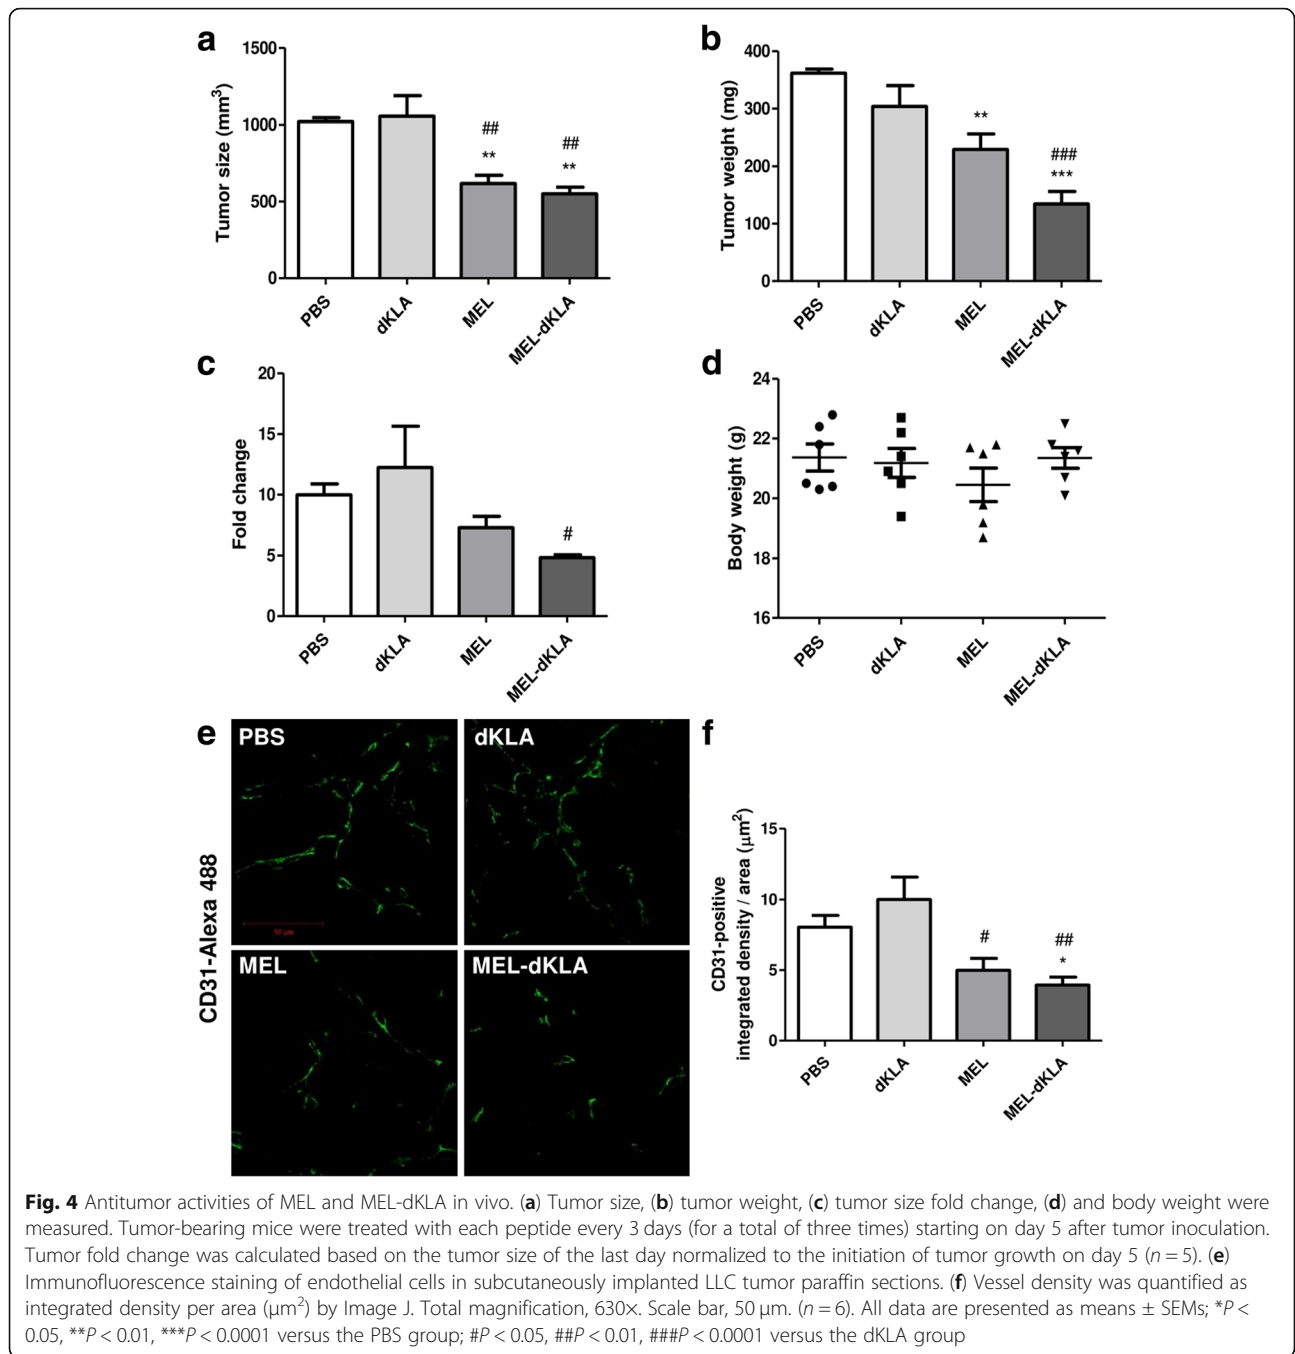 a
1500
1000
500
0
Tumor size (mm³)
##
**
##
**
PBS
dKLA
MEL
MEL-dKLA
b
400
300
200
100
0
Tumor weight (mg)
**
###
***
PBS
dKLA
MEL
MEL-dKLA
c
20
15
10
5
0
Fold change
#
PBS
dKLA
MEL
MEL-dKLA
d
24
22
20
18
16
Body weight (g)
PBS
dKLA
MEL
MEL-dKLA
e
CD31-Alexa 488
PBS
dKLA
50 μm
MEL
MEL-dKLA
f
15
10
5
0
CD31-positive
integrated density / area (μm²)
#
##
*
PBS
dKLA
MEL
MEL-dKLA
Fig. 4 Antitumor activities of MEL and MEL-dKLA in vivo. (a) Tumor size, (b) tumor weight, (c) tumor size fold change, (d) and body weight were
measured. Tumor-bearing mice were treated with each peptide every 3 days (for a total of three times) starting on day 5 after tumor inoculation.
Tumor fold change was calculated based on the tumor size of the last day normalized to the initiation of tumor growth on day 5 (n = 5). (e)
Immunofluorescence staining of endothelial cells in subcutaneously implanted LLC tumor paraffin sections. (f) Vessel density was quantified as
integrated density per area (μm²) by Image J. Total magnification, 630×. Scale bar, 50 μm. (n = 6). All data are presented as means ± SEMs; *P <
0.05, **P < 0.01, ***P < 0.0001 versus the PBS group; #P < 0.05, ##P < 0.01, ###P < 0.0001 versus the dKLA group